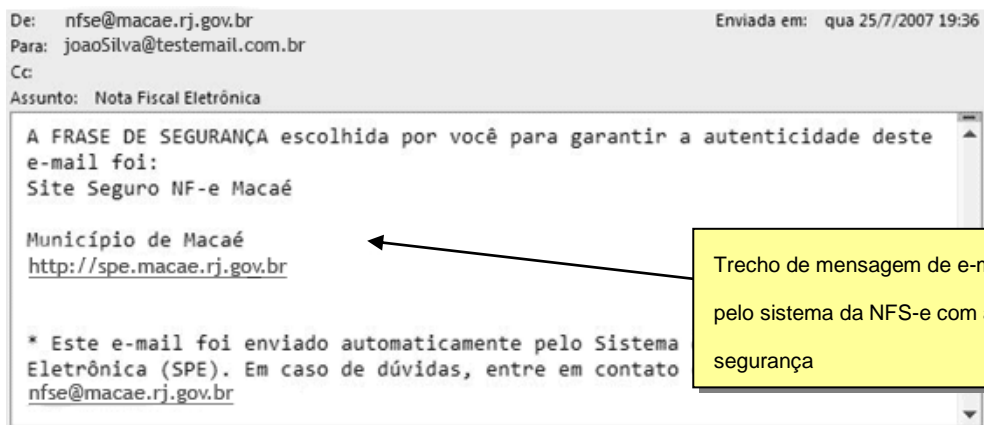 De: nfse@macae.rj.gov.br Enviada em: qua 25/7/2007 19:36
Para: joaoSilva@testemail.com.br
Cc:
Assunto: Nota Fiscal Eletrônica
A FRASE DE SEGURANÇA escolhida por você para garantir a autenticidade deste
e-mail foi:
Site Seguro NF-e Macaé
Município de Macaé
http://spe.macae.rj.gov.br
Trecho de mensagem de e-m
pelo sistema da NFS-e com
segurança
* Este e-mail foi enviado automaticamente pelo Sistema
Eletrônica (SPE). Em caso de dúvidas, entre em contato
nfse@macae.rj.gov.br